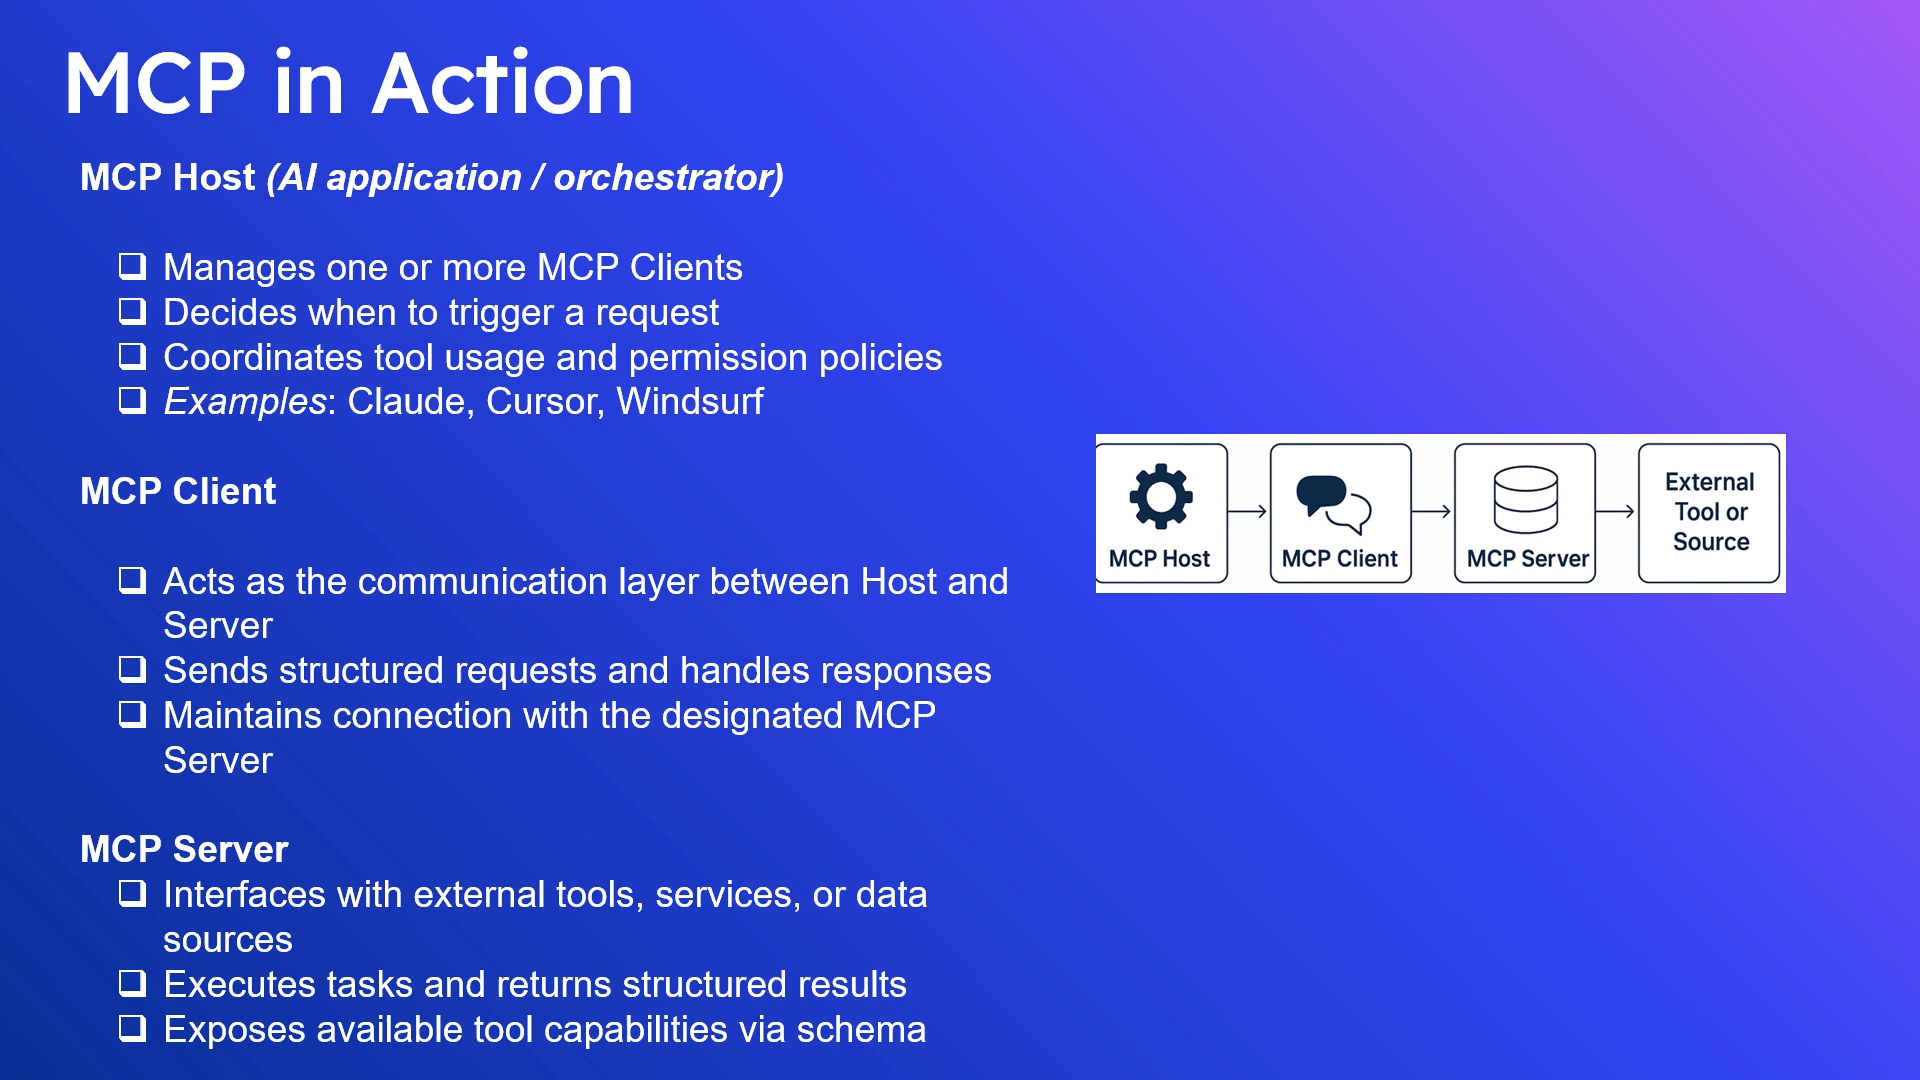 MCP in Action
MCP Host (AI application / orchestrator)
❑ Manages one or more MCP Clients
❑ Decides when to trigger a request
❑ Coordinates tool usage and permission policies
❑ Examples: Claude, Cursor, Windsurf
MCP Client
❑ Acts as the communication layer between Host and
Server
❑ Sends structured requests and handles responses
❑ Maintains connection with the designated MCP
Server
MCP Server
❑ Interfaces with external tools, services, or data
sources
❑ Executes tasks and returns structured results
❑ Exposes available tool capabilities via schema
MCP Host
MCP Client
MCP Server
External
Tool or
Source